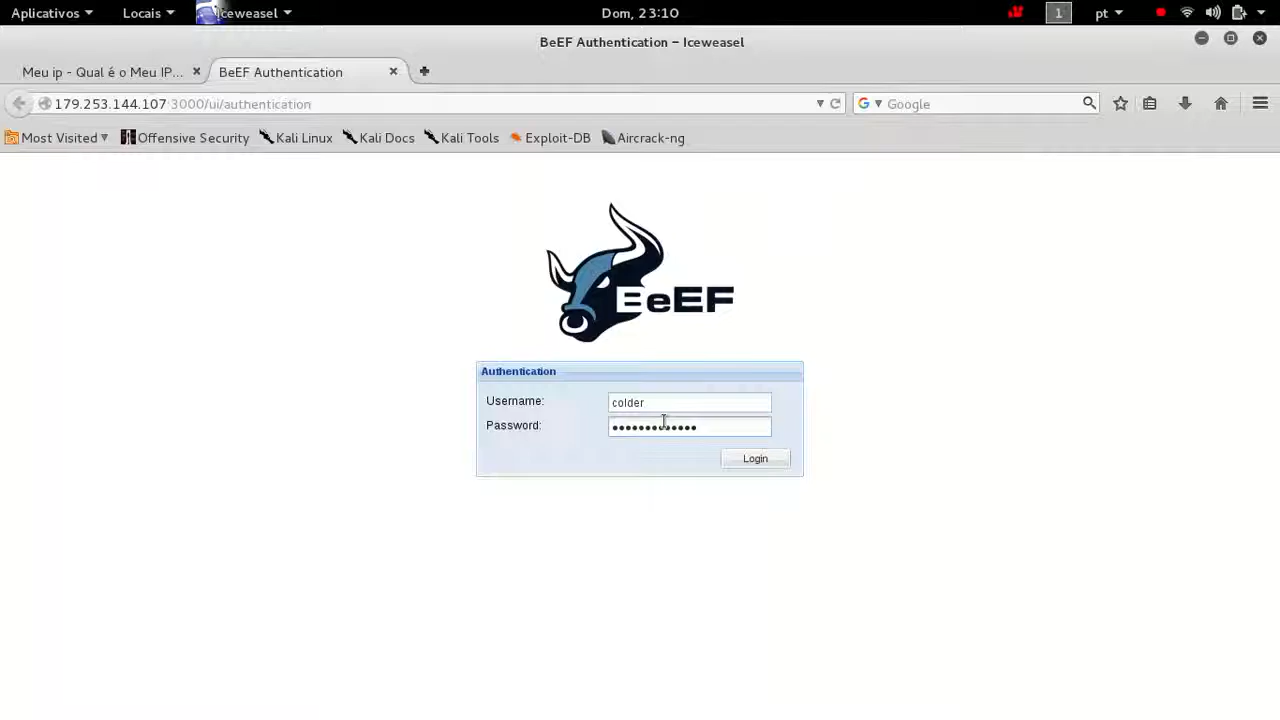 Aplicativos Locais Iceweasel Dom, 23:10 1 pt
BeEF Authentication – Iceweasel
Meu ip - Qual é o Meu IP... BeEF Authentication
179.253.144.107:3000/ui/authentication Google
Most Visited Offensive Security Kali Linux Kali Docs Kali Tools Exploit-DB Aircrack-ng
BeEF
Authentication
Username: colder
Password: •••••••••••••
Login